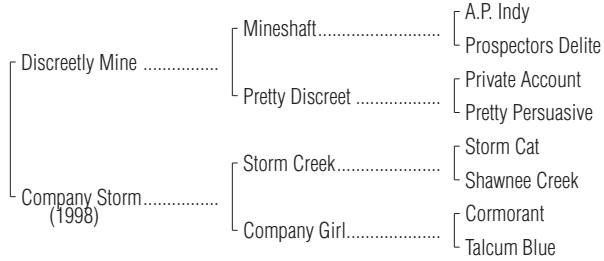 A.P. Indy
Mineshaft..............................
Prospectors Delite
Discreetly Mine ..................
Private Account
Pretty Discreet .....................
Pretty Persuasive
Storm Cat
Storm Creek.........................
Shawnee Creek
Company Storm..................
(1998)
Cormorant
Company Girl.......................
Talcum Blue